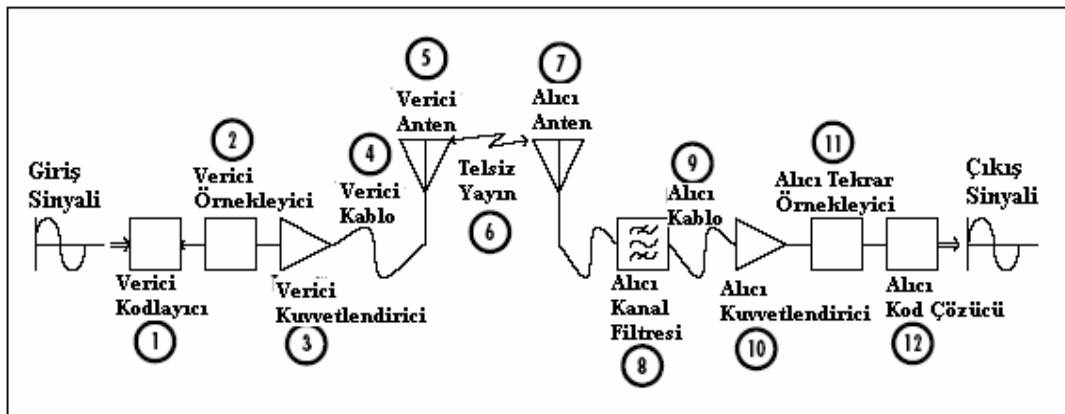 Giriş
Sinyali
1
Verici
Kodlayıcı
2
Verici
Örnekleyici
3
Verici
Kuvvetlendirici
4
Verici
Kablo
5
Verici
Anten
6
Telsiz
Yayın
7
Alıcı
Anten
8
Alıcı
Kanal
Filtresi
9
Alıcı
Kablo
10
Alıcı
Kuvvetlendirici
11
Alıcı Tekrar
Örnekleyici
12
Alıcı
Kod Çözücü
Çıkış
Sinyali